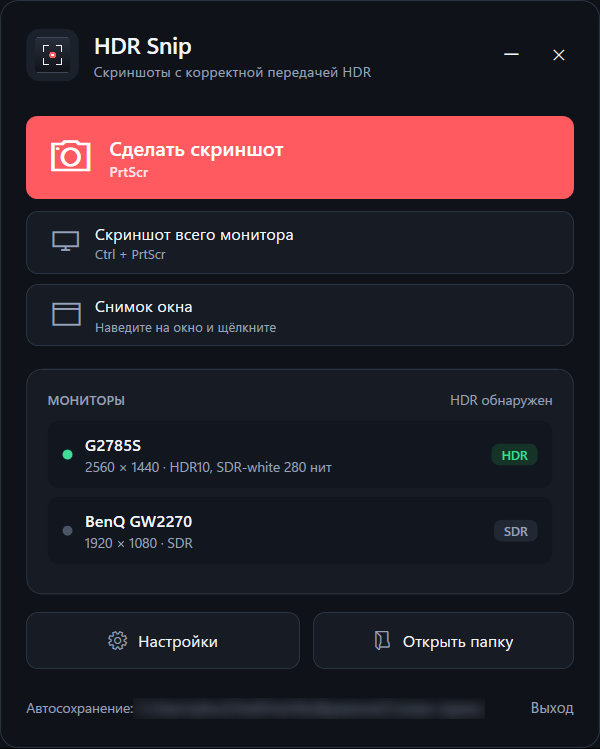 HDR Snip
Скриншоты с корректной передачей HDR
Сделать скриншот
PrtScr
Скриншот всего монитора
Ctrl + PrtScr
Снимок окна
Наведите на окно и щёлкните
МОНИТОРЫ
HDR обнаружен
G2785S
2560 × 1440 · HDR10, SDR-white 280 нит
HDR
BenQ GW2270
1920 × 1080 · SDR
SDR
Настройки
Открыть папку
Автосохранение:
Выход